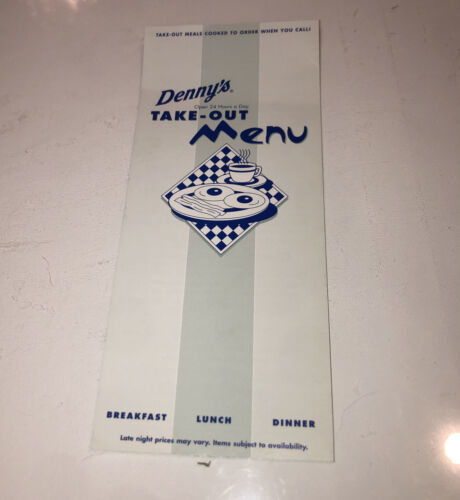 TAKE-OUT MEALS COOKED TO ORDER WHEN YOU CALL!
Denny's®
Open 24 Hours a Day
TAKE-OUT
Menu
BREAKFAST LUNCH DINNER
Late night prices may vary. Items subject to availability.